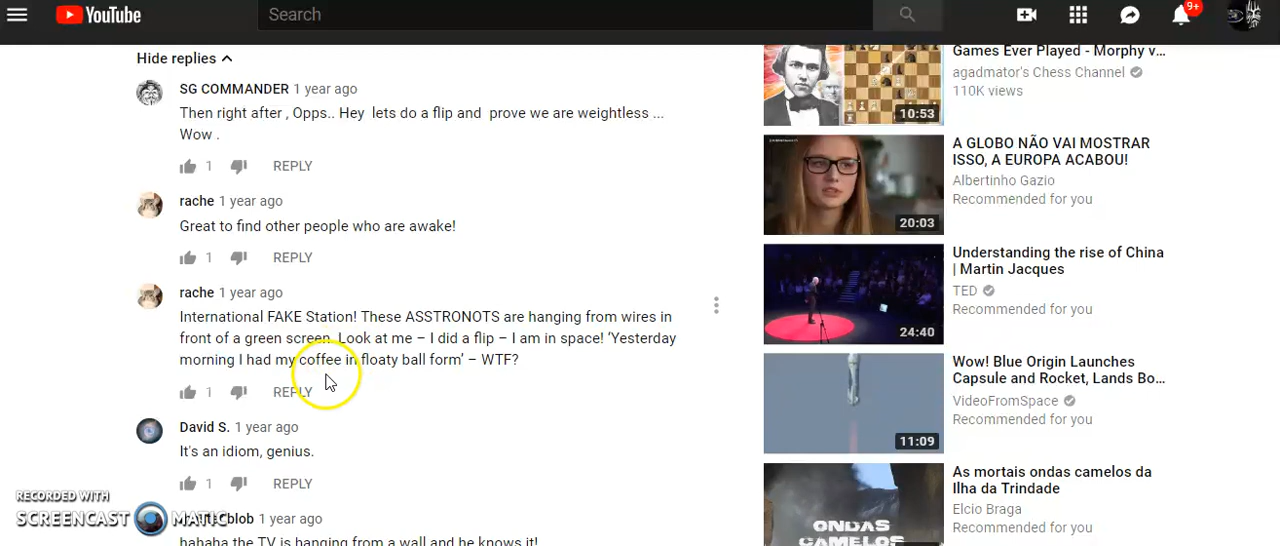 YouTube
Search
9+
Hide replies
SG COMMANDER 1 year ago
Then right after , Opps.. Hey lets do a flip and prove we are weightless ...
Wow .
1 REPLY
rache 1 year ago
Great to find other people who are awake!
REPLY
rache 1 year ago
International FAKE Station! These ASSTRONOTS are hanging from wires in
front of a green screen. Look at me – I did a flip – I am in space! ‘Yesterday
morning I had my coffee in floaty ball form’ – WTF?
1 REPLY
David S. 1 year ago
It's an idiom, genius.
1 REPLY
blob 1 year ago
hahaha the TV is hanging from a wall and he knows it!
RECORDED WITH
SCREENCAST MATIC
Games Ever Played - Morphy v...
agadmator's Chess Channel
110K views
10:53
A GLOBO NÃO VAI MOSTRAR
ISSO, A EUROPA ACABOU!
Albertinho Gazio
Recommended for you
20:03
Understanding the rise of China
| Martin Jacques
TED
Recommended for you
24:40
Wow! Blue Origin Launches
Capsule and Rocket, Lands Bo...
VideoFromSpace
Recommended for you
11:09
As mortais ondas camelos da
Ilha da Trindade
Elcio Braga
Recommended for you
ONDAS
CAMELOS